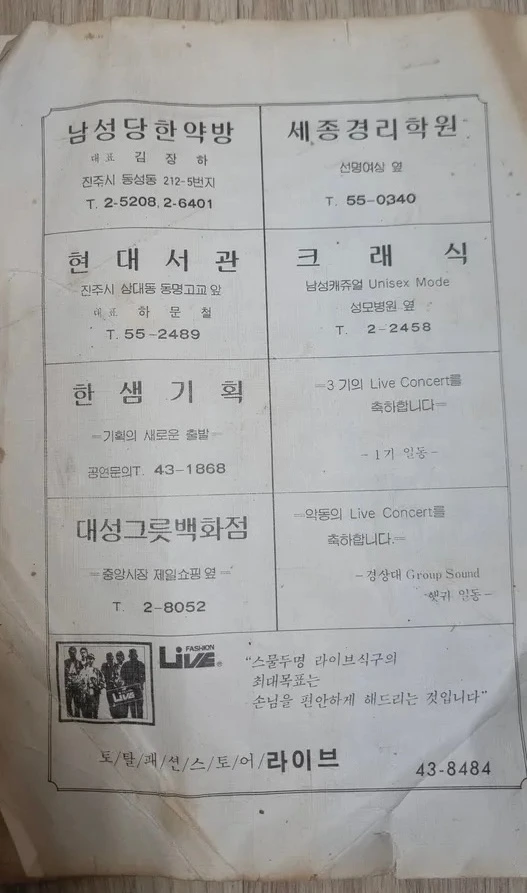 남성당한약방
대표 김 장 하
진주시 동성동 212-5번지
T. 2-5208, 2-6401
세종경리학원
선명여상 옆
T. 55-0340
현 대 서 관
진주시 상대동 동명고교 앞
대표 하 문 철
T. 55-2489
크 래 식
남성캐쥬얼 Unisex Mode
성모병원 옆
T. 2-2458
한 샘 기 획
=기획의 새로운 출발=
공연문의T. 43-1868
=3기의 Live Concert를
축하합니다=
-1기 일동-
대성그릇백화점
=중앙시장 제일쇼핑 옆=
T. 2-8052
=악동의 Live Concert를
축하합니다.=
-경상대 Group Sound
햇귀 일동-
FASHION
LiVE
Live
"스물두명 라이브식구의
최대목표는
손님을 편안하게 해드리는 것입니다"
토/탈/패/션/스/토/어/라이브
43-8484